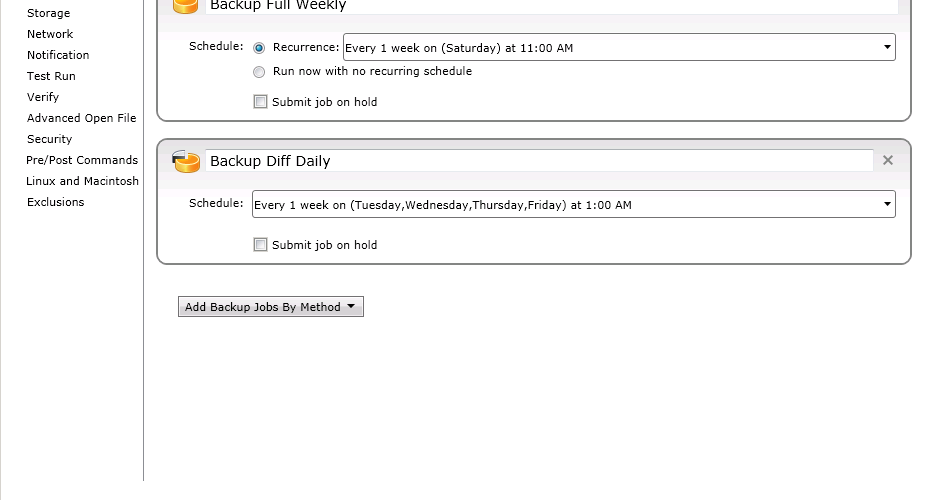 Storage
Network
Notification
Test Run
Verify
Advanced Open File
Security
Pre/Post Commands
Linux and Macintosh
Exclusions
Backup Full Weekly
Schedule: Recurrence: Every 1 week on (Saturday) at 11:00 AM
Run now with no recurring schedule
Submit job on hold
Backup Diff Daily
Schedule: Every 1 week on (Tuesday,Wednesday,Thursday,Friday) at 1:00 AM
Submit job on hold
Add Backup Jobs By Method